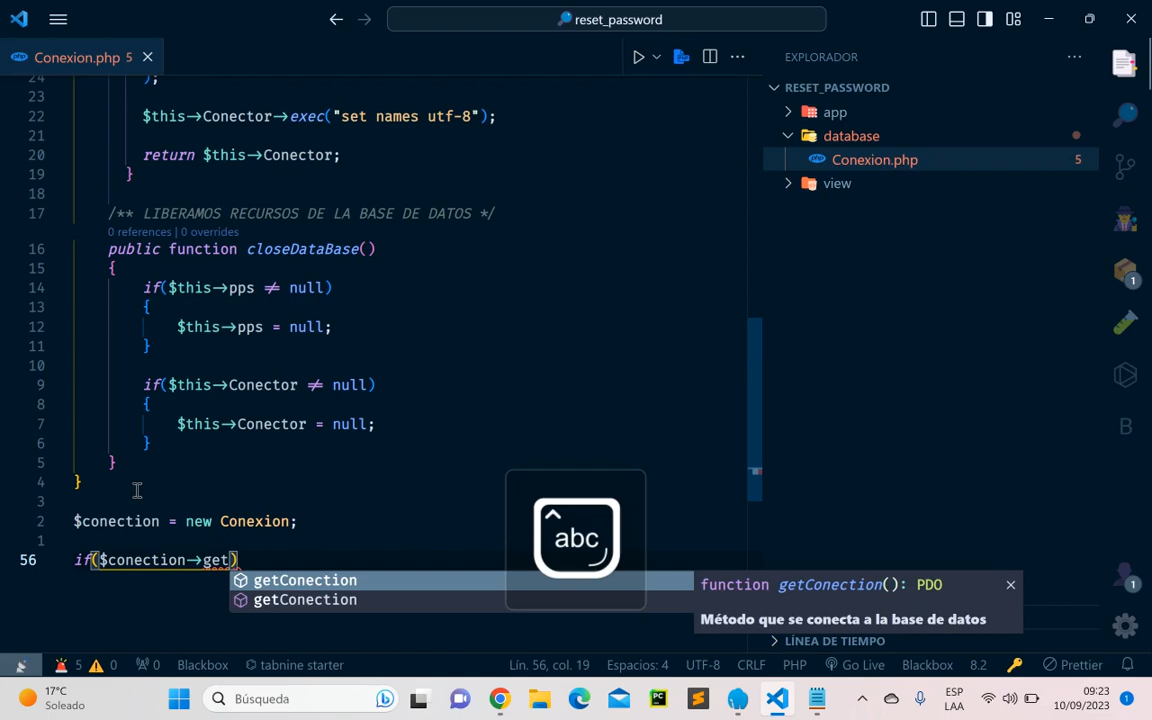 reset_password
Conexion.php 5
EXPLORADOR
RESET_PASSWORD
app
database
Conexion.php 5
view
24 );
23
22 $this->Conector->exec("set names utf-8");
21
20 return $this->Conector;
19 }
18
17 /** LIBERAMOS RECURSOS DE LA BASE DE DATOS */
0 references | 0 overrides
16 public function closeDataBase()
15 {
14 if($this->pps != null)
13 {
12 $this->pps = null;
11 }
10
9 if($this->Conector != null)
8 {
7 $this->Conector = null;
6 }
5 }
4 }
3
2 $conection = new Conexion;
1
56 if($conection->get)
getConection
getConection
function getConection(): PDO
Método que se conecta a la base de datos
abc
LÍNEA DE TIEMPO
1
B
1
5 0 0 Blackbox tabnine starter Lín. 56, col. 19 Espacios: 4 UTF-8 CRLF PHP Go Live Blackbox 8.2 Prettier
17°C
Soleado
Búsqueda
ESP
LAA
09:23
10/09/2023
1